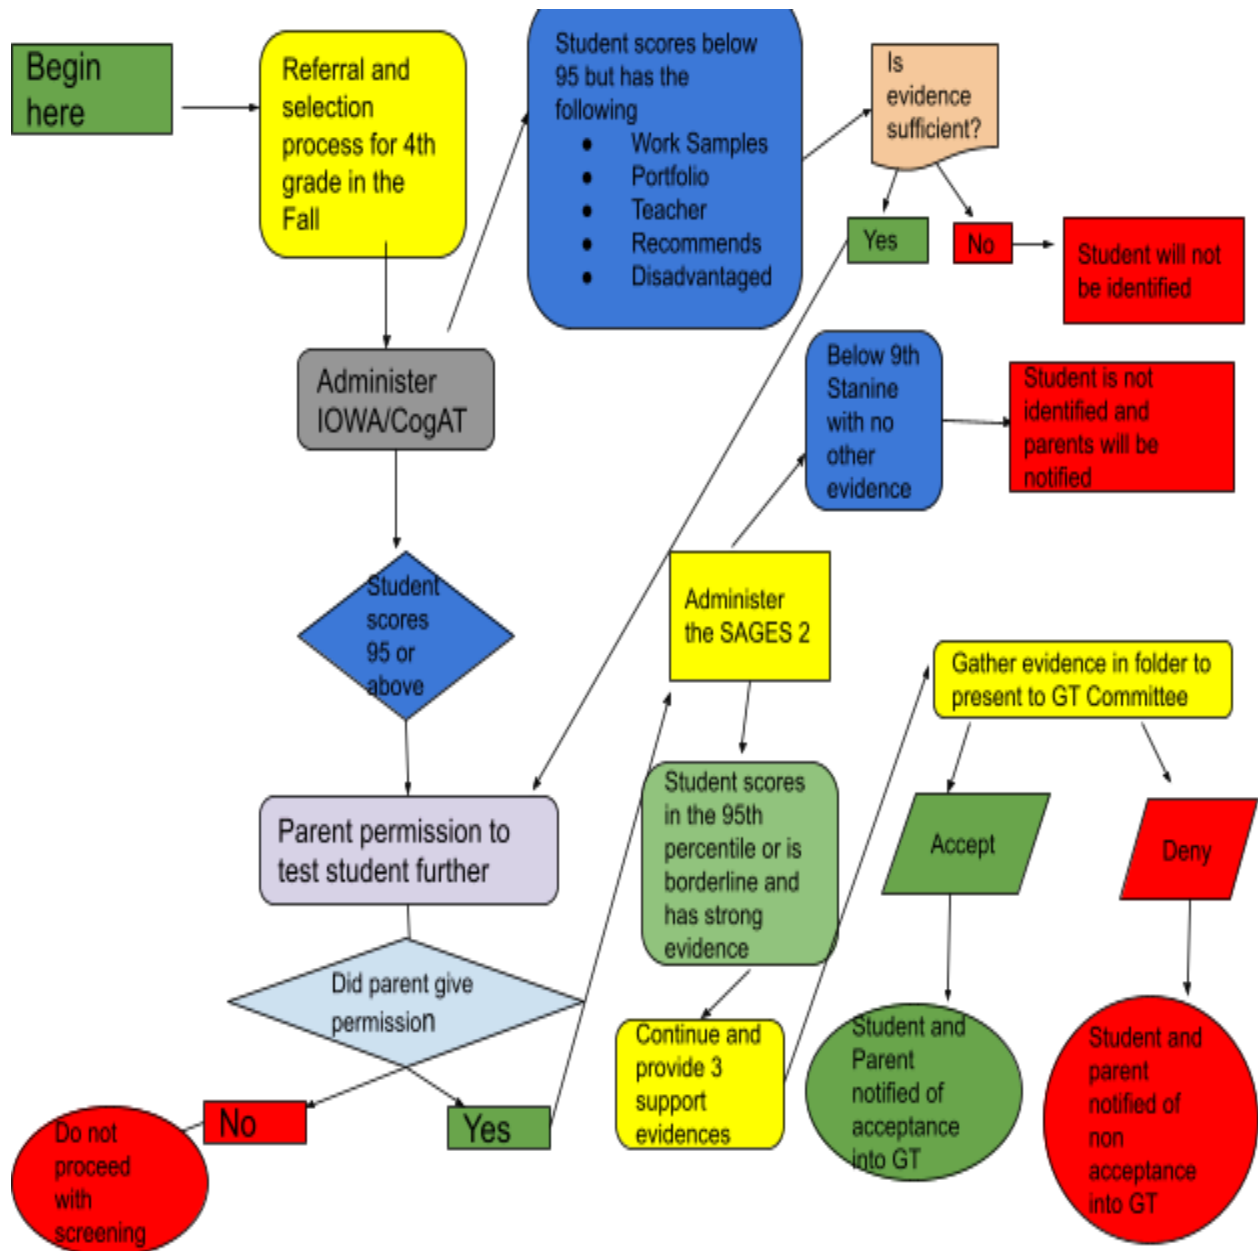 Begin
here
Referral and
selection
process for 4th
grade in the
Fall
Student scores below
95 but has the
following
● Work Samples
● Portfolio
● Teacher
● Recommends
● Disadvantaged
Is
evidence
sufficient?
Yes
No
Student will not
be identified
Administer
IOWA/CogAT
Below 9th
Stanine
with no
other
evidence
Student is not
identified and
parents will be
notified
Student
scores
95 or
above
Administer
the SAGES 2
Gather evidence in folder to
present to GT Committee
Parent permission to
test student further
Student scores
in the 95th
percentile or is
borderline and
has strong
evidence
Accept
Deny
Did parent give
permission
Continue and
provide 3
support
evidences
Student and
Parent
notified of
acceptance
into GT
Student and
parent
notified of
non
acceptance
into GT
No
Yes
Do not
proceed
with
screening